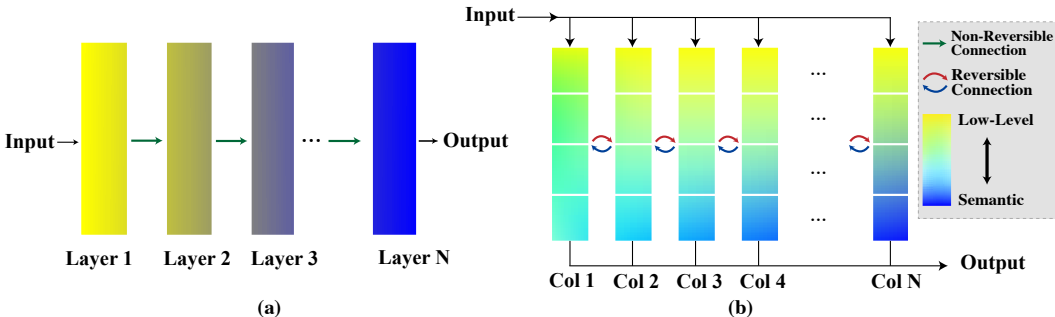 (a)
Input
Output
...
Layer 1
Layer 2
Layer 3
Layer N
(a)
Input
...
...
...
...
Output
Col 1
Col 2
Col 3
Col 4
Col N
(b)
Non-Reversible
Connection
Reversible
Connection
Low-Level
Semantic